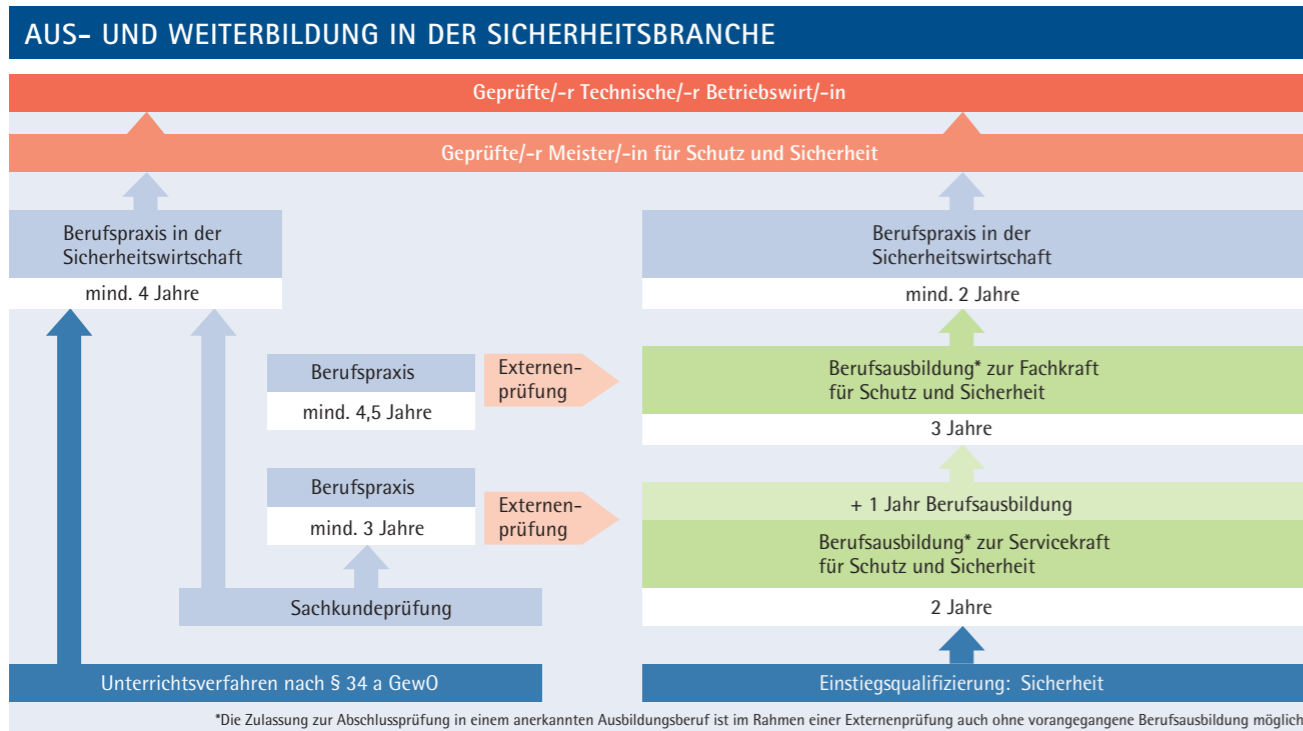 AUS- UND WEITERBILDUNG IN DER SICHERHEITSBRANCHE
Geprüfte/-r Technische/-r Betriebswirt/-in
Geprüfte/-r Meister/-in für Schutz und Sicherheit
Berufspraxis in der
Sicherheitswirtschaft
mind. 4 Jahre
Berufspraxis in der
Sicherheitswirtschaft
mind. 2 Jahre
Berufspraxis
mind. 4,5 Jahre
Externen-
prüfung
Berufsausbildung* zur Fachkraft
für Schutz und Sicherheit
3 Jahre
Berufspraxis
mind. 3 Jahre
Externen-
prüfung
+ 1 Jahr Berufsausbildung
Berufsausbildung* zur Servicekraft
für Schutz und Sicherheit
2 Jahre
Sachkundeprüfung
Unterrichtsverfahren nach § 34 a GewO
Einstiegsqualifizierung: Sicherheit
*Die Zulassung zur Abschlussprüfung in einem anerkannten Ausbildungsberuf ist im Rahmen einer Externenprüfung auch ohne vorangegangene Berufsausbildung möglich